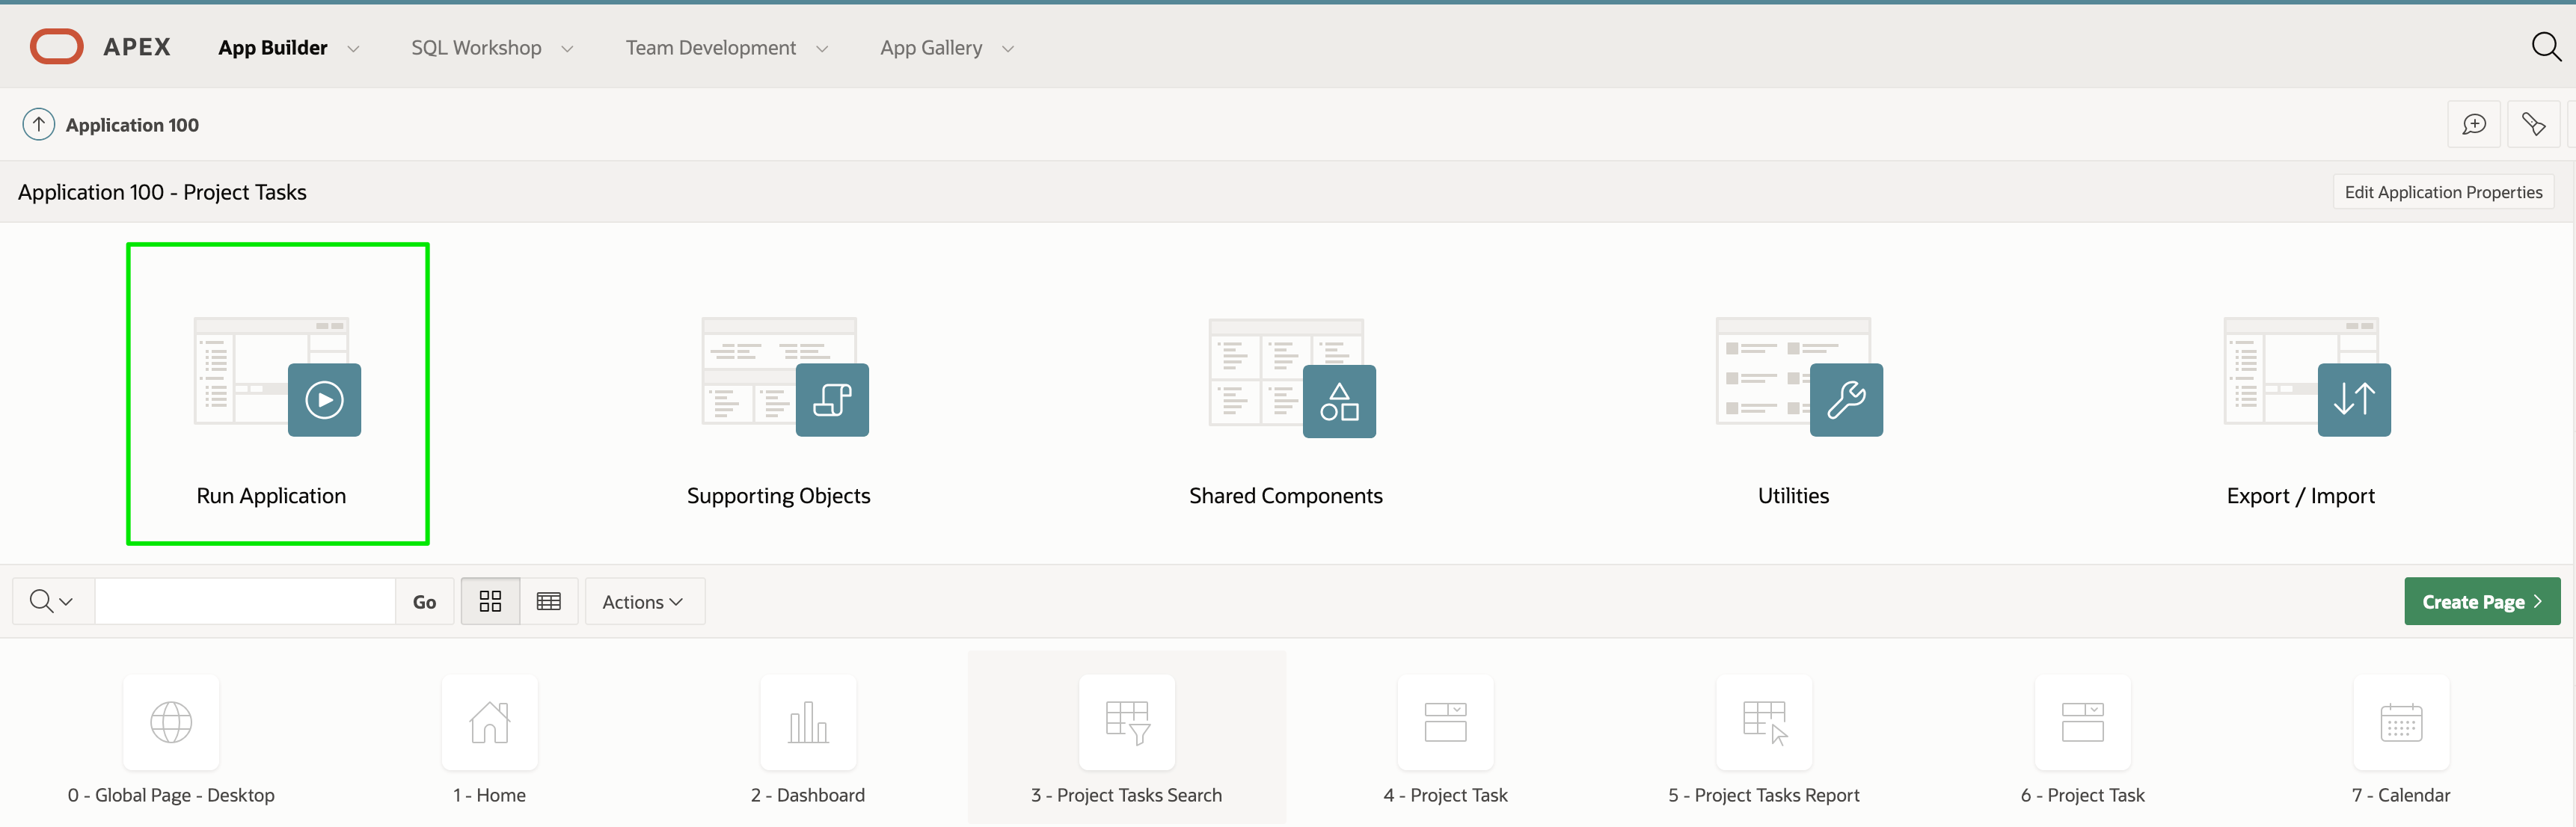 APEX App Builder SQL Workshop Team Development App Gallery
Application 100
Application 100 - Project Tasks Edit Application Properties
Run Application Supporting Objects Shared Components Utilities Export / Import
Go Actions Create Page
0 - Global Page - Desktop 1 - Home 2 - Dashboard 3 - Project Tasks Search 4 - Project Task 5 - Project Tasks Report 6 - Project Task 7 - Calendar